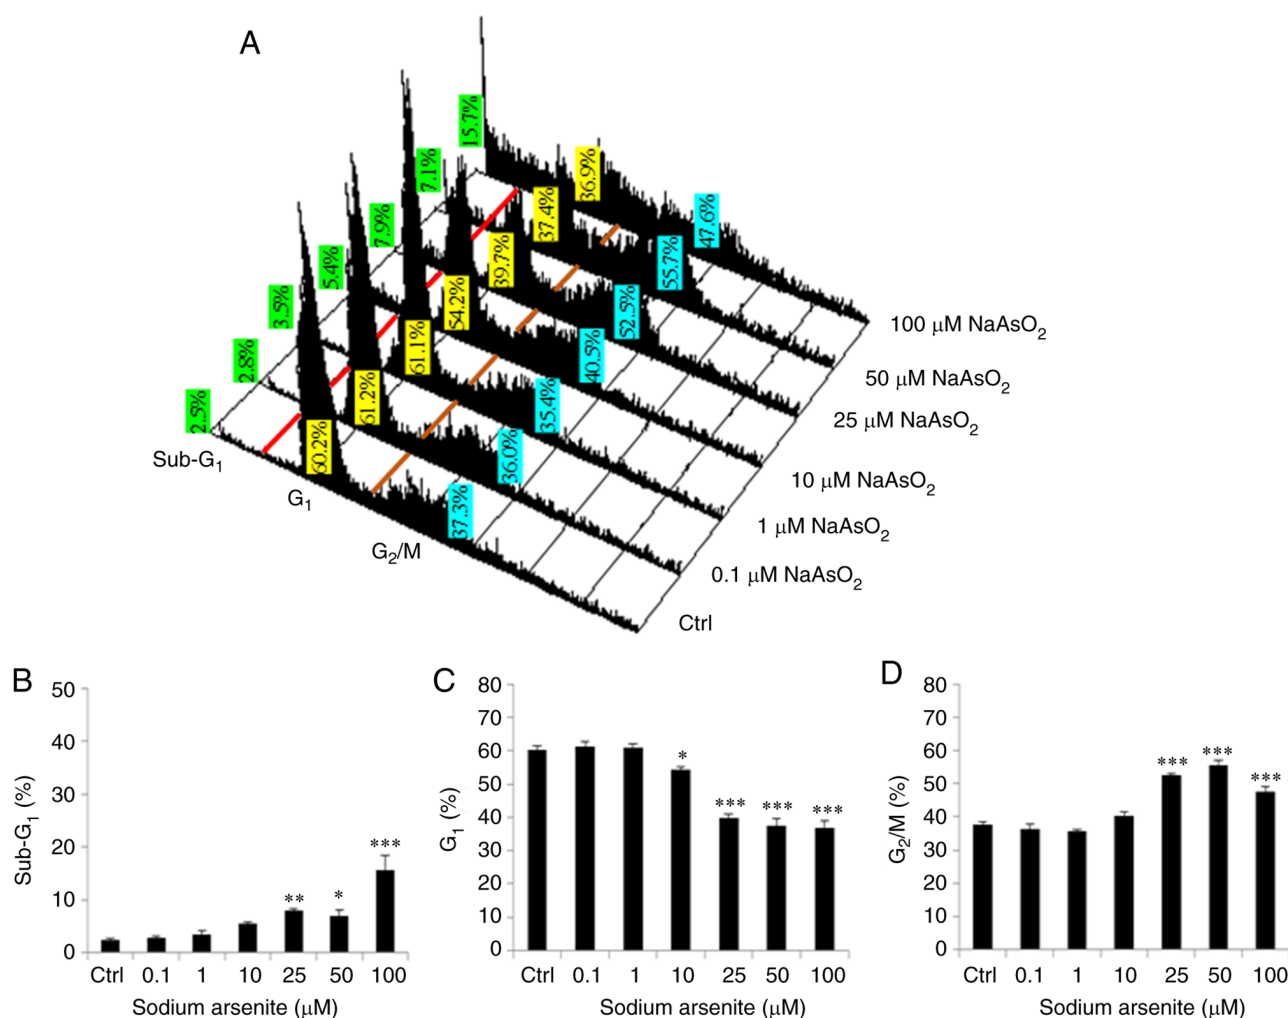 A
15.7%
36.9%
47.6%
100 μM NaAsO2
7.1%
37.4%
55.7%
50 μM NaAsO2
7.9%
39.7%
52.5%
25 μM NaAsO2
5.4%
54.2%
40.5%
10 μM NaAsO2
3.5%
61.1%
35.4%
1 μM NaAsO2
2.8%
61.2%
36.0%
0.1 μM NaAsO2
2.5%
60.2%
37.3%
Ctrl
Sub-G1
G1
G2/M
B
Sub-G1 (%)
50
40
30
20
10
0
** * ***
Ctrl 0.1 1 10 25 50 100
Sodium arsenite (μM)
C
G1 (%)
80
70
60
50
40
30
20
10
0
* *** *** ***
Ctrl 0.1 1 10 25 50 100
Sodium arsenite (μM)
D
G2/M (%)
80
70
60
50
40
30
20
10
0
*** *** ***
Ctrl 0.1 1 10 25 50 100
Sodium arsenite (μM)